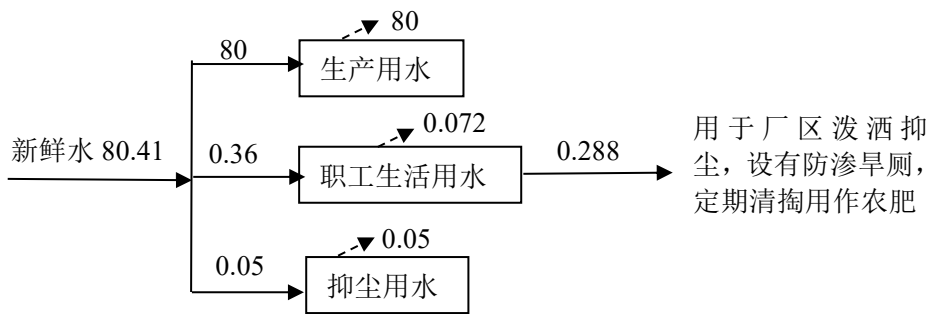 80
80
生产用水
新鲜水 80.41
0.36
0.072
职工生活用水
0.288
用于厂区泼洒抑
尘，设有防渗旱厕，
定期清掏用作农肥
0.05
0.05
抑尘用水